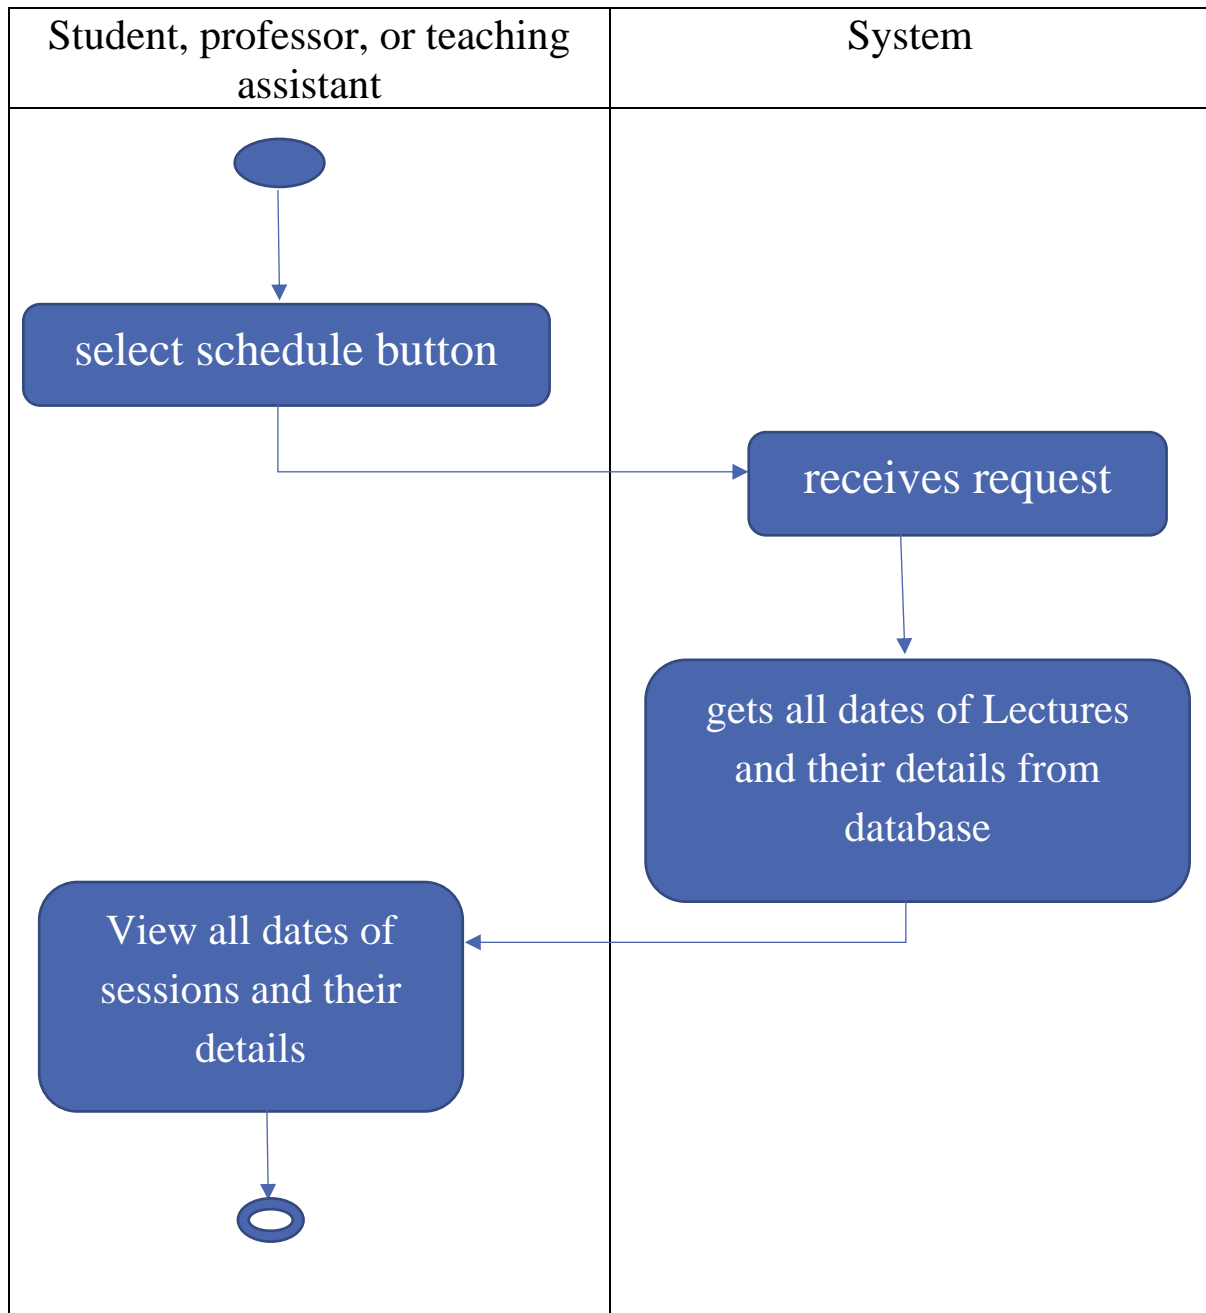 Student, professor, or teaching
assistant
System
select schedule button
receives request
gets all dates of Lectures
and their details from
database
View all dates of
sessions and their
details